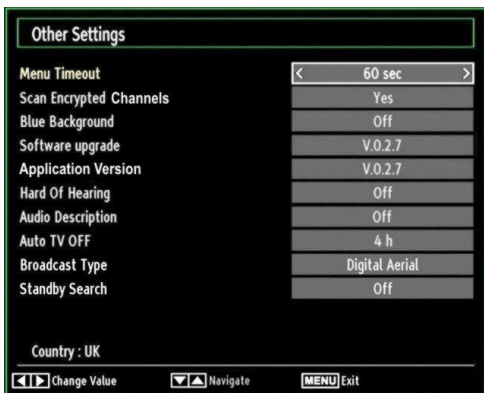 Other Settings
Menu Timeout < 60 sec >
Scan Encrypted Channels Yes
Blue Background Off
Software upgrade V.0.2.7
Application Version V.0.2.7
Hard Of Hearing Off
Audio Description Off
Auto TV OFF 4 h
Broadcast Type Digital Aerial
Standby Search Off
Country : UK
Change Value Navigate MENU Exit